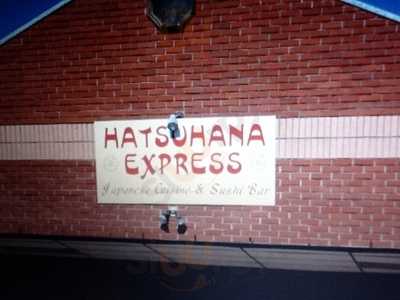 HATSUHANA
EXPRESS
Japanese Cuisine & Sushi Bar